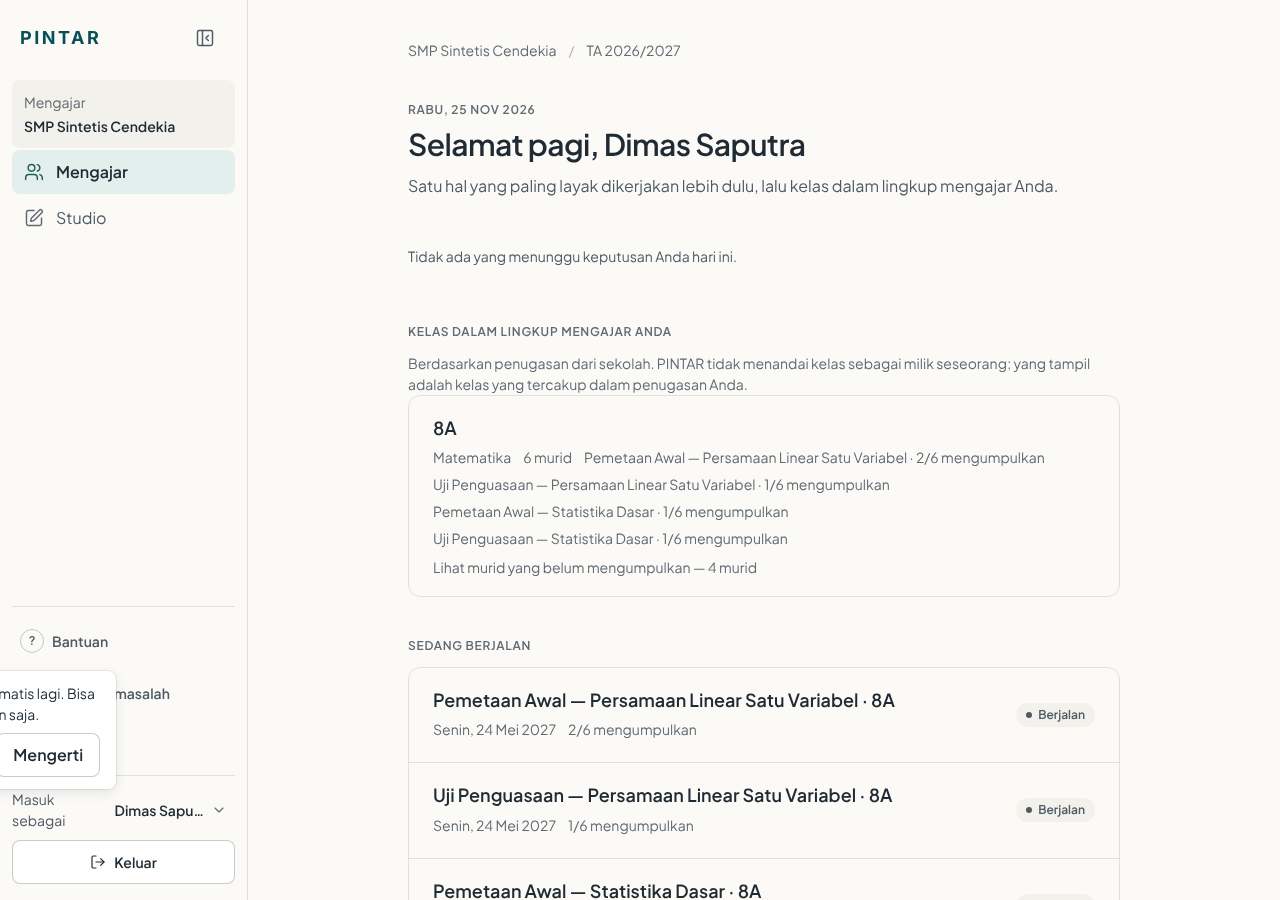 PINTAR
Mengajar
SMP Sintetis Cendekia
Mengajar
Studio
?
Bantuan
masalah
matis lagi. Bisa
n saja.
Mengerti
Masuk
sebagai
Dimas Sapu...
Keluar
SMP Sintetis Cendekia / TA 2026/2027
RABU, 25 NOV 2026
Selamat pagi, Dimas Saputra
Satu hal yang paling layak dikerjakan lebih dulu, lalu kelas dalam lingkup mengajar Anda.
Tidak ada yang menunggu keputusan Anda hari ini.
KELAS DALAM LINGKUP MENGAJAR ANDA
Berdasarkan penugasan dari sekolah. PINTAR tidak menandai kelas sebagai milik seseorang; yang tampil
adalah kelas yang tercakup dalam penugasan Anda.
8A
Matematika 6 murid Pemetaan Awal — Persamaan Linear Satu Variabel · 2/6 mengumpulkan
Uji Penguasaan — Persamaan Linear Satu Variabel · 1/6 mengumpulkan
Pemetaan Awal — Statistika Dasar · 1/6 mengumpulkan
Uji Penguasaan — Statistika Dasar · 1/6 mengumpulkan
Lihat murid yang belum mengumpulkan — 4 murid
SEDANG BERJALAN
Pemetaan Awal — Persamaan Linear Satu Variabel · 8A
Senin, 24 Mei 2027 2/6 mengumpulkan
Berjalan
Uji Penguasaan — Persamaan Linear Satu Variabel · 8A
Senin, 24 Mei 2027 1/6 mengumpulkan
Berjalan
Pemetaan Awal — Statistika Dasar · 8A